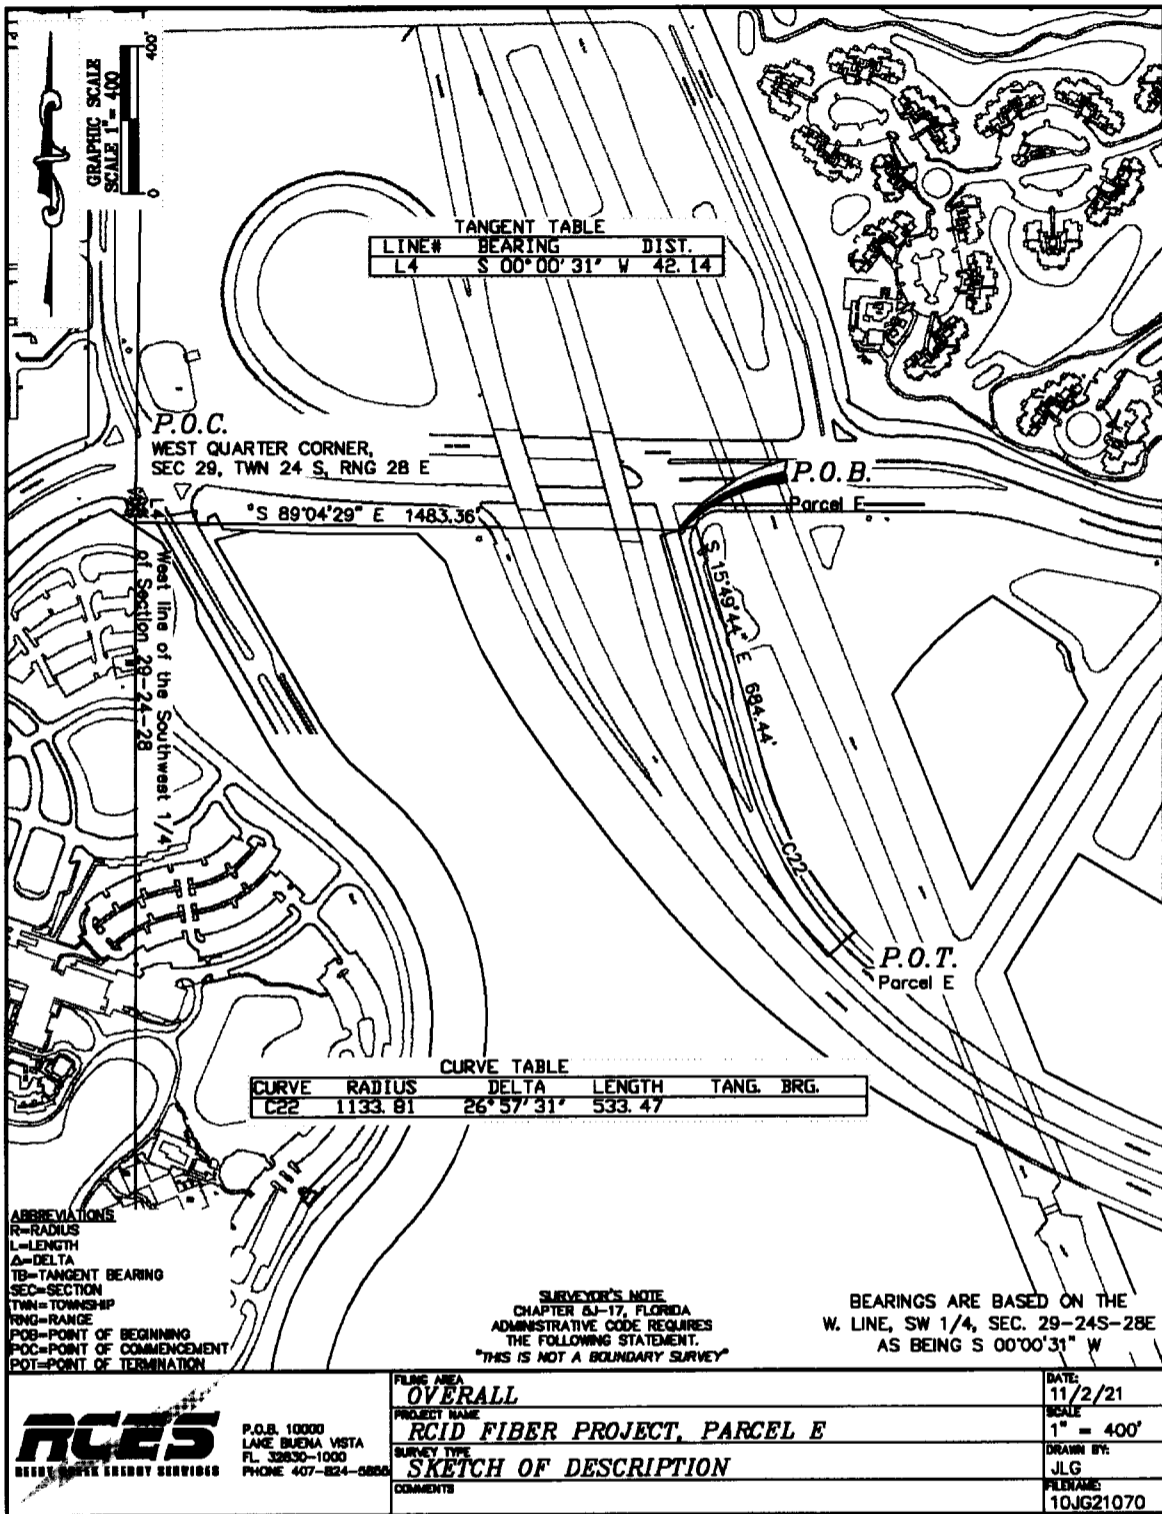 GRAPHIC SCALE
SCALE 1"= 400
0
400'
TANGENT TABLE
LINE# BEARING DIST.
L4 S 00°00'31" W 42.14
P.O.C.
WEST QUARTER CORNER,
SEC 29, TWN 24 S, RNG 28 E
P.O.B.
Parcel E
L4
S 89°04'29" E 1483.36'
West line of the Southwest 1/4
of Section 29-24-28
S 15°49'44" E 684.44'
C22
P.O.T.
Parcel E
CURVE TABLE
CURVE RADIUS DELTA LENGTH TANG. BRG.
C22 1133.81 26°57'31" 533.47
ABBREVIATIONS
R=RADIUS
L=LENGTH
Δ=DELTA
TB=TANGENT BEARING
SEC=SECTION
TWN=TOWNSHIP
RNG=RANGE
POB=POINT OF BEGINNING
POC=POINT OF COMMENCEMENT
POT=POINT OF TERMINATION
SURVEYOR'S NOTE
CHAPTER 5J-17, FLORIDA
ADMINISTRATIVE CODE REQUIRES
THE FOLLOWING STATEMENT.
"THIS IS NOT A BOUNDARY SURVEY"
BEARINGS ARE BASED ON THE
W. LINE, SW 1/4, SEC. 29-24S-28E
AS BEING S 00°00'31" W
RCES
REEDY CREEK ENERGY SERVICES
P.O.B. 10000
LAKE BUENA VISTA
FL. 32830-1000
PHONE 407-824-
FILING AREA
OVERALL
PROJECT NAME
RCID FIBER PROJECT, PARCEL E
SURVEY TYPE
SKETCH OF DESCRIPTION
COMMENTS
DATE:
11/2/21
SCALE
1" = 400'
DRAWN BY:
JLG
FILENAME:
10JG21070